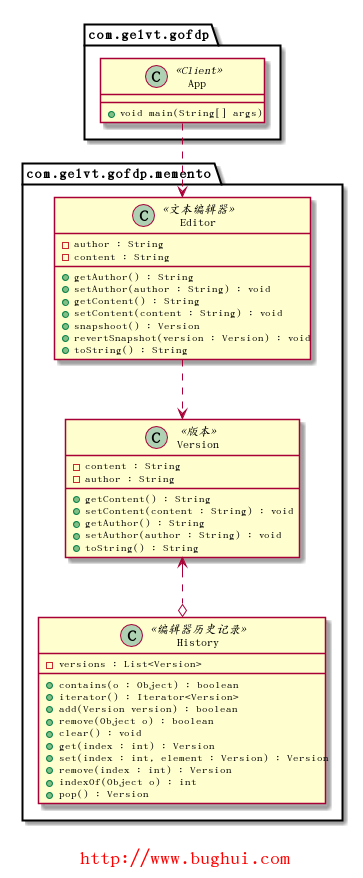 com.gelvt.gofdp
C
«Client»
App
void main(String[] args)
com.gelvt.gofdp.memento
C
«文本编辑器»
Editor
author : String
content : String
getAuthor() : String
setAuthor(author : String) : void
getContent() : String
setContent(content : String) : void
snapshoot() : Version
revertSnapshot(version : Version) : void
toString() : String
C
«版本»
Version
content : String
author : String
getContent() : String
setContent(content : String) : void
getAuthor() : String
setAuthor(author : String) : void
toString() : String
C
«编辑器历史记录»
History
versions : List<Version>
contains(o : Object) : boolean
iterator() : Iterator<Version>
add(Version version) : boolean
remove(Object o) : boolean
clear() : void
get(index : int) : Version
set(index : int, element : Version) : Version
remove(index : int) : Version
indexOf(Object o) : int
pop() : Version
http://www.bughui.com